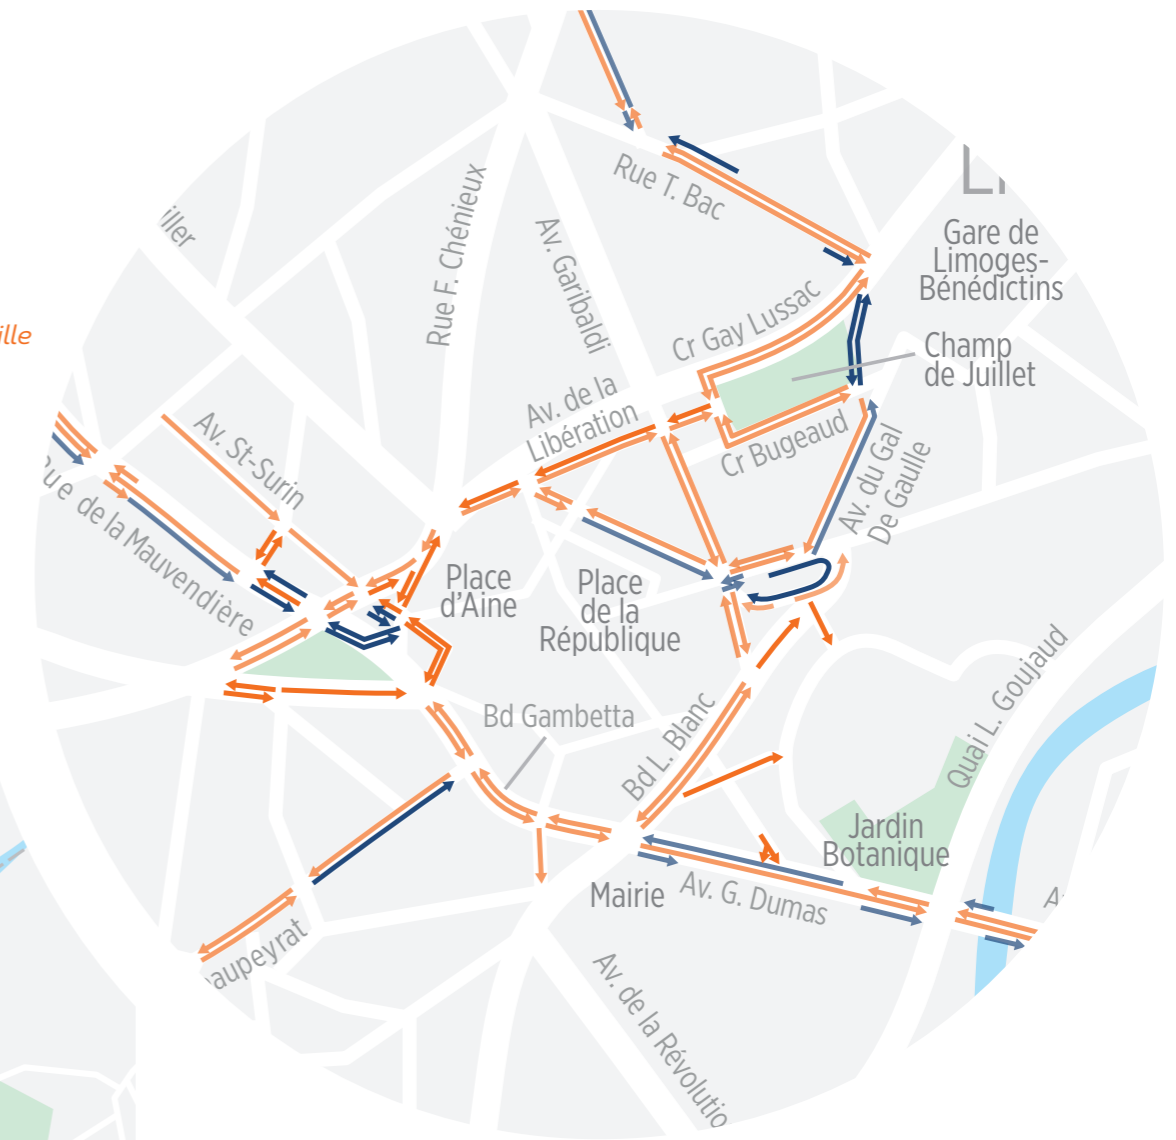 LI
Rue T. Bac
Gare de
Limoges-
Bénédictins
iller
Rue F. Chénieux
Av. Garibaldi
Cr Gay Lussac
ille
Champ
de Juillet
Av. de la
Libération
Av. St-Surin
Cr Bugeaud
Av. du Gal
De Gaulle
Rue de la Mauvendière
Place
d'Aine
Place
de la
République
Quai L. Goujaud
Bd Gambetta
Bd L. Blanc
Jardin
Botanique
Mairie
Av. G. Dumas
A
aupeyrat
Av. de la Révolutio